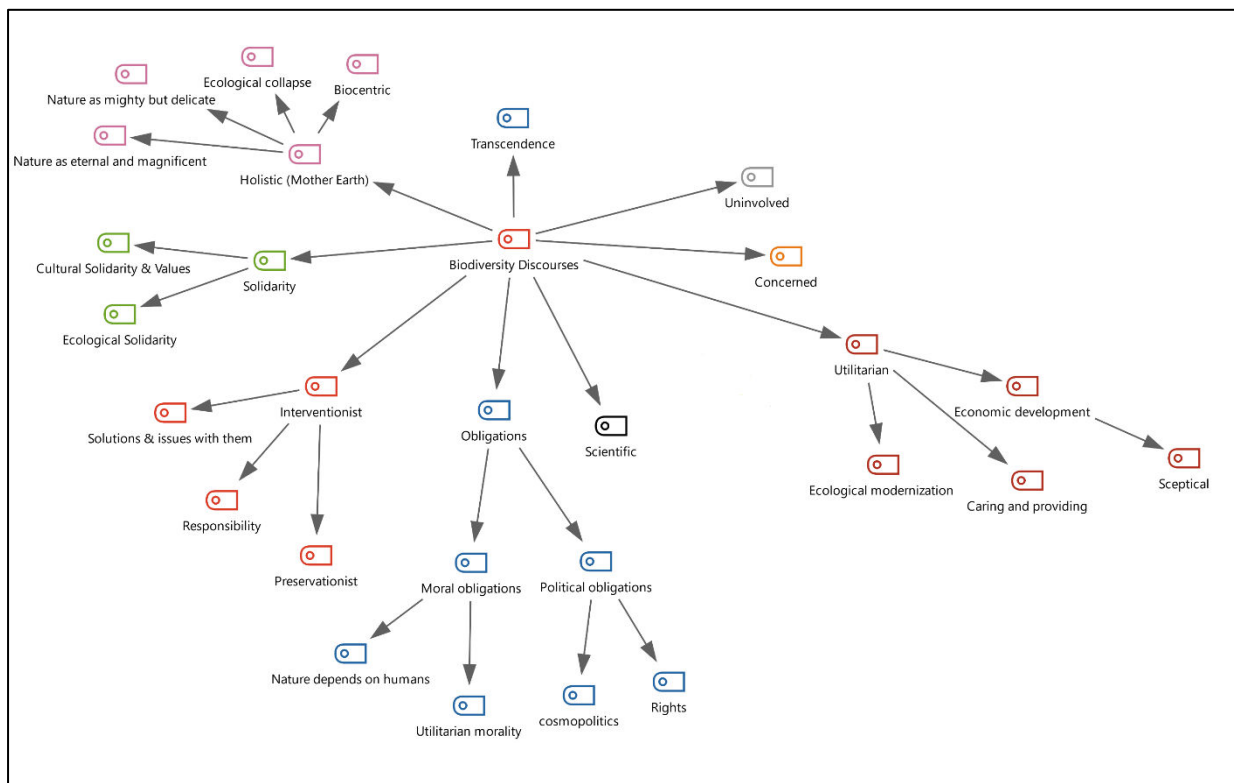 Ecological collapse
Biocentric
Nature as mighty but delicate
Transcendence
Nature as eternal and magnificent
Holistic (Mother Earth)
Uninvolved
Cultural Solidarity & Values
Solidarity
Biodiversity Discourses
Concerned
Ecological Solidarity
Utilitarian
Interventionist
Economic development
Solutions & issues with them
Obligations
Scientific
Ecological modernization
Caring and providing
Sceptical
Responsibility
Preservationist
Moral obligations
Political obligations
Nature depends on humans
Utilitarian morality
cosmopolitics
Rights